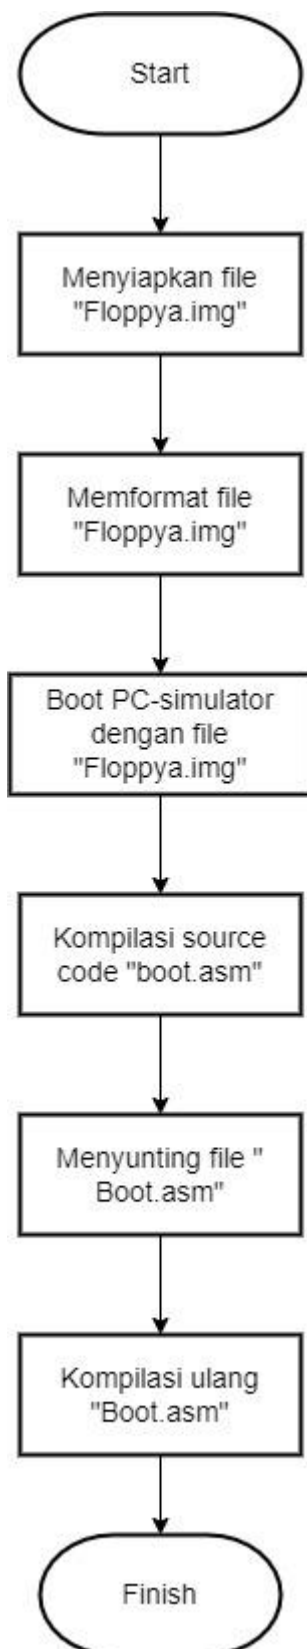 Start
Menyiapkan file
"Floppya.img"
Memformat file
"Floppya.img"
Boot PC-simulator
dengan file
"Floppya.img"
Kompilasi source
code "boot.asm"
Menyunting file "
Boot.asm"
Kompilasi ulang
"Boot.asm"
Finish